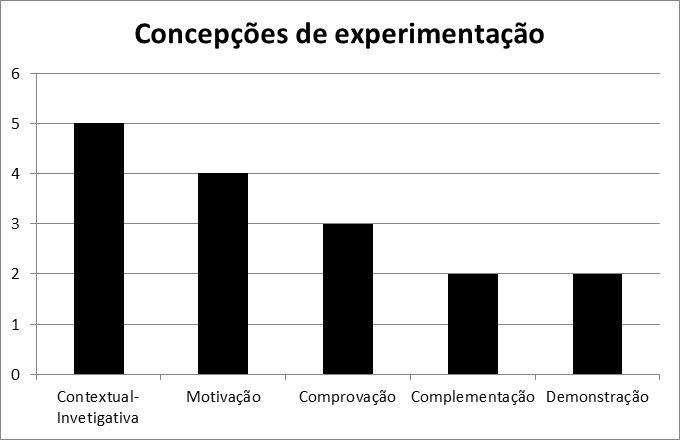 Concepções de experimentação
6
5
4
3
2
1
0
Contextual-
Invetigativa
Motivação
Comprovação
Complementação
Demonstração